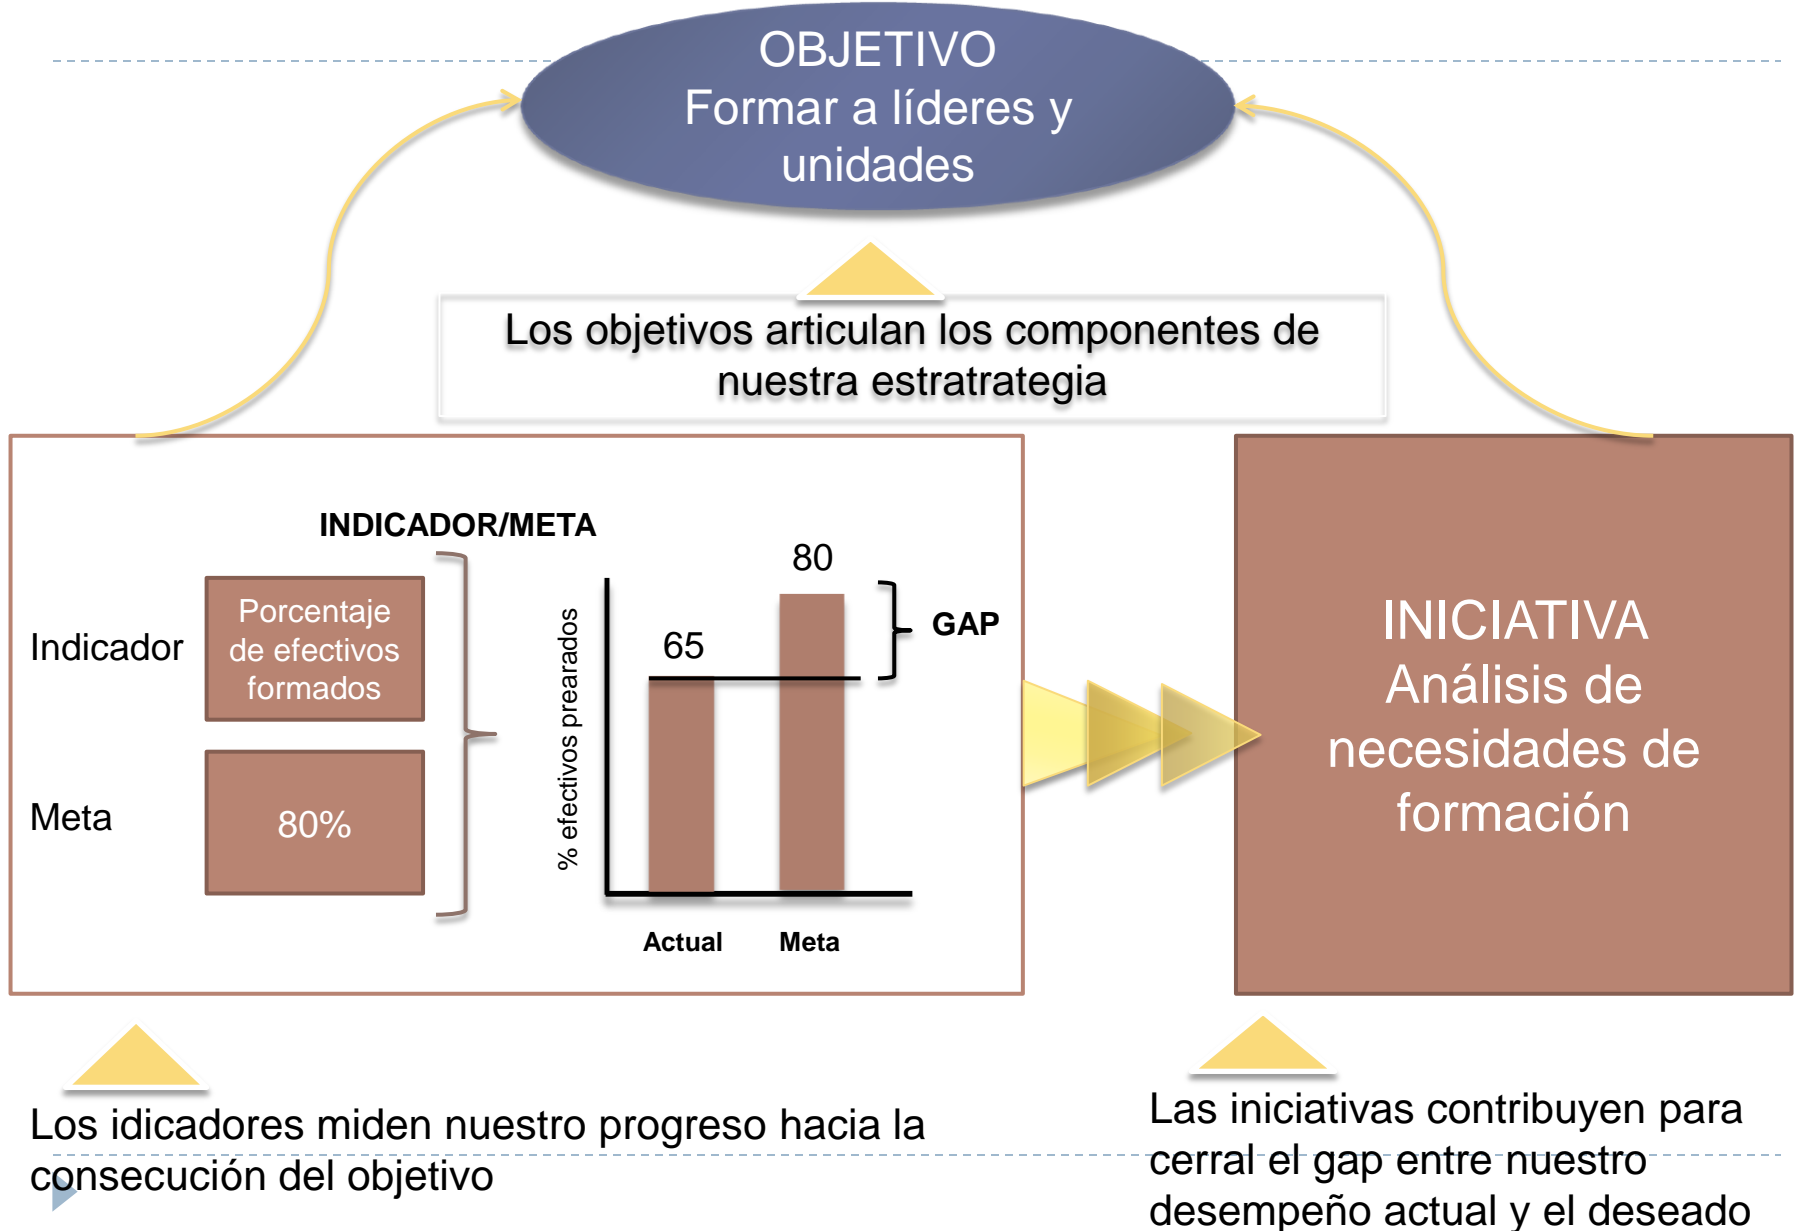 OBJETIVO
Formar a líderes y
unidades
Los objetivos articulan los componentes de
nuestra estratrategia
INDICADOR/META
Indicador
Porcentaje
de efectivos
formados
Meta
80%
% efectivos prearados
65
80
GAP
Actual
Meta
INICIATIVA
Análisis de
necesidades de
formación
Los idicadores miden nuestro progreso hacia la
consecución del objetivo
Las iniciativas contribuyen para
cerral el gap entre nuestro
desempeño actual y el deseado